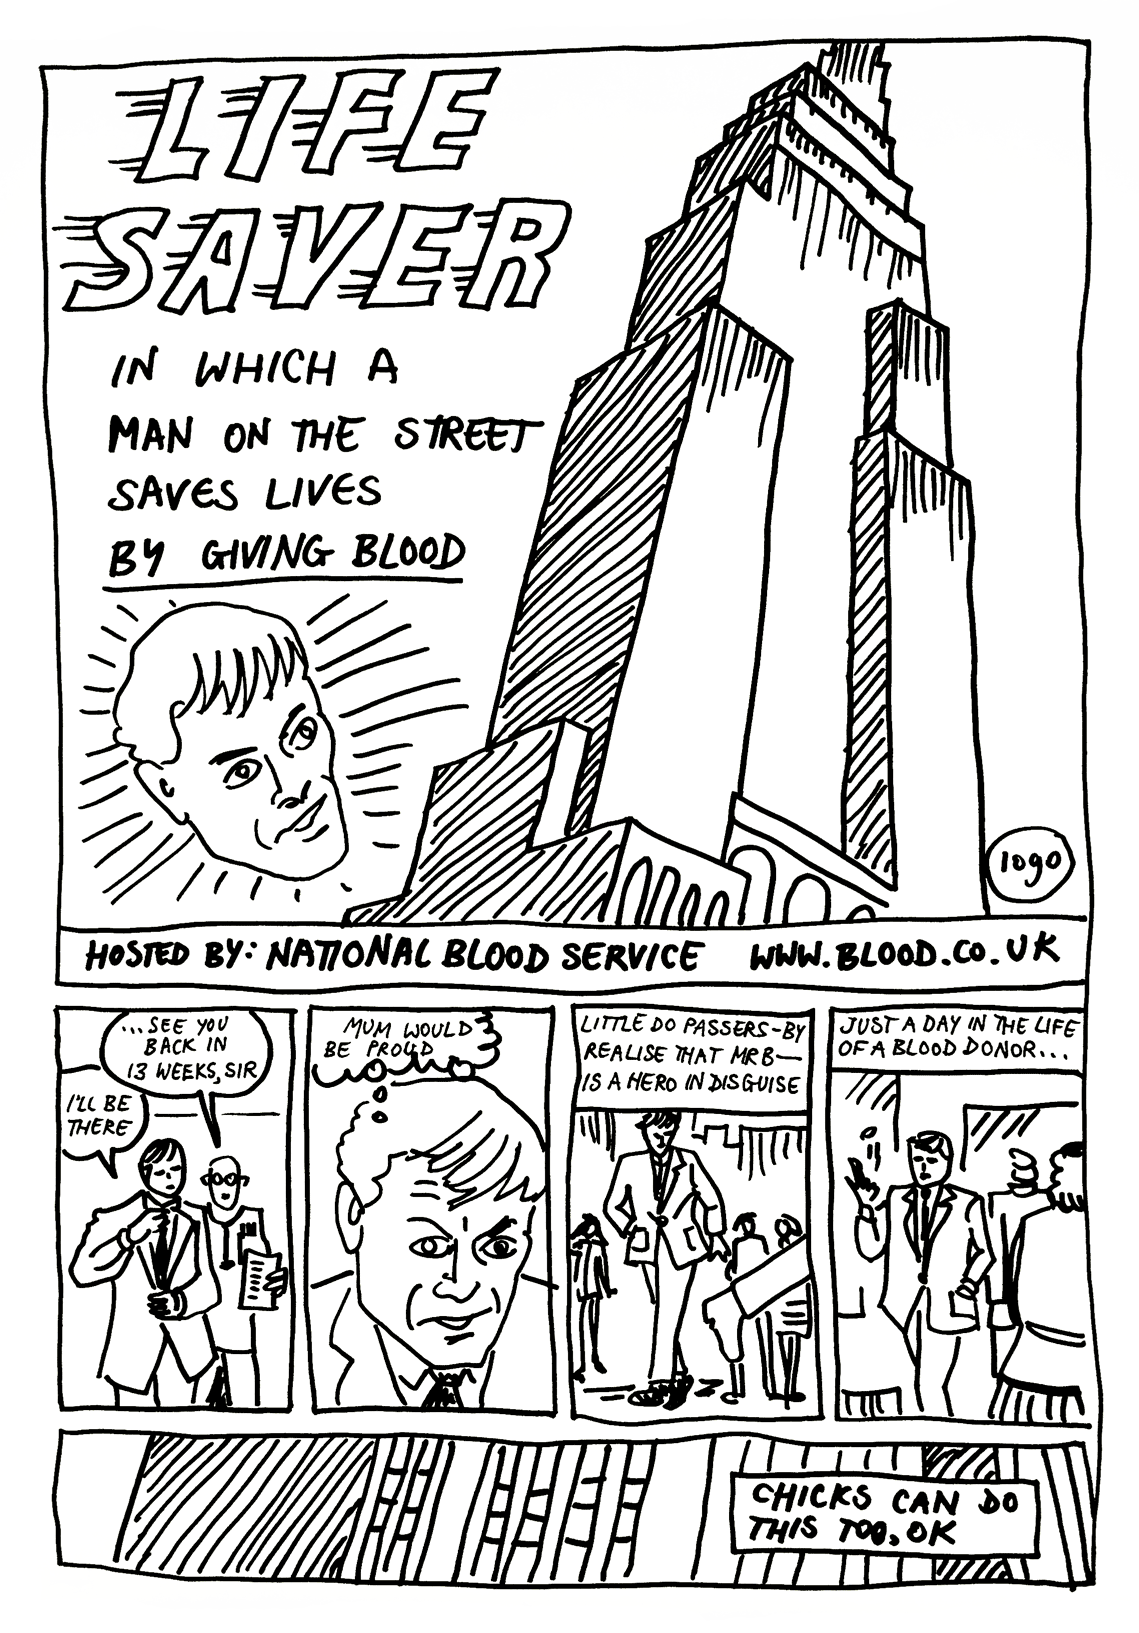 LIFE
SAVER
IN WHICH A
MAN ON THE STREET
SAVES LIVES
BY GIVING BLOOD
logo
HOSTED BY: NATIONAL BLOOD SERVICE WWW.BLOOD.CO.UK
...SEE YOU
BACK IN
13 WEEKS, SIR
I'LL BE
THERE
MUM WOULD
BE PROUD
LITTLE DO PASSERS-BY
REALISE THAT MR B—
IS A HERO IN DISGUISE
JUST A DAY IN THE LIFE
OF A BLOOD DONOR...
CHICKS CAN DO
THIS TOO, OK